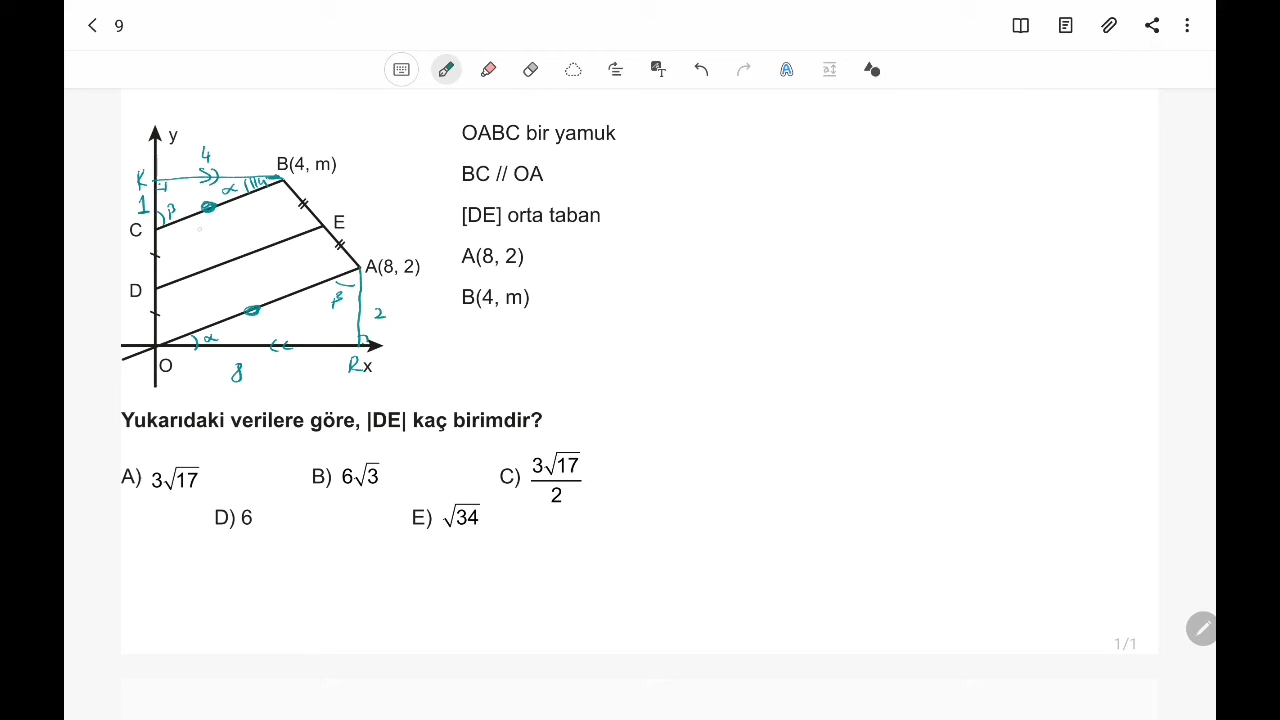 9
y
4
K
B(4, m)
α
1
β
C
E
D
A(8, 2)
β
2
α
O
R
x
8
OABC bir yamuk
BC // OA
[DE] orta taban
A(8, 2)
B(4, m)
Yukarıdaki verilere göre, |DE| kaç birimdir?
A) 3√17 B) 6√3 C) 3√17/2
D) 6 E) √34
1/1